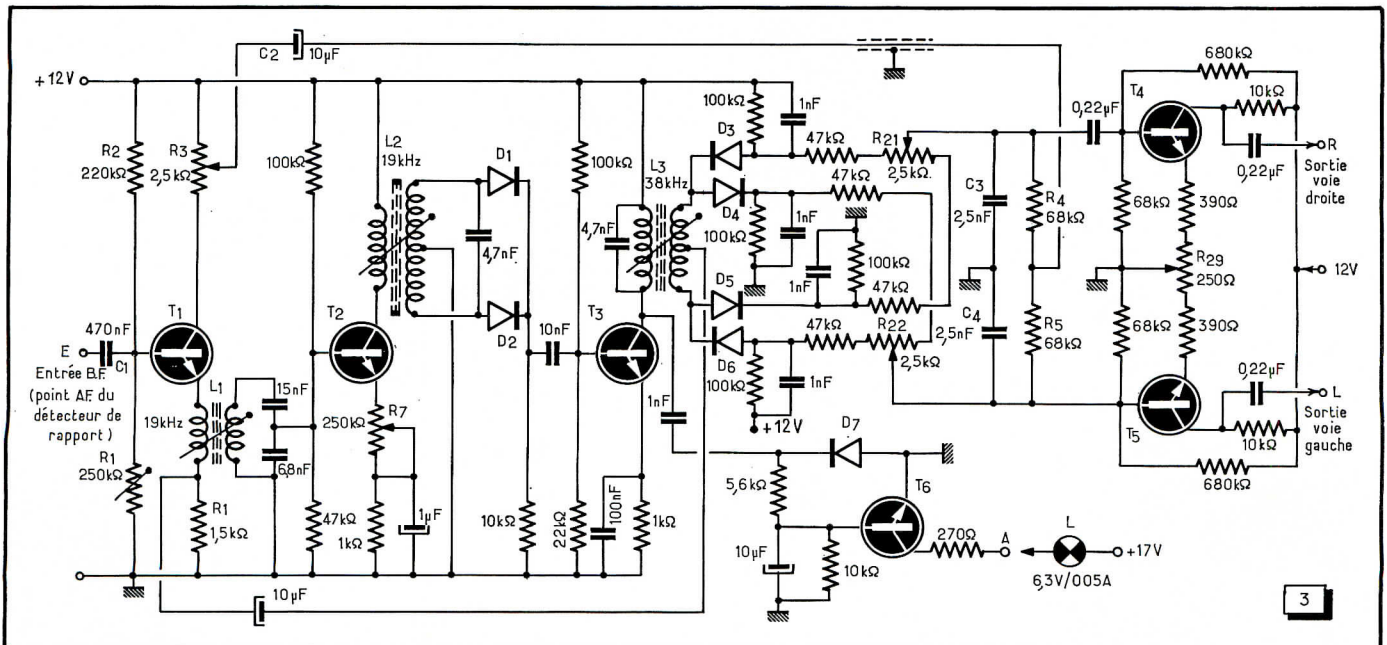 C2
10µF
+12V
R2
220kΩ
R3
2,5kΩ
100kΩ
L2
19kHz
D1
4,7nF
D2
100kΩ
10nF
4,7nF
L3
38kHz
100kΩ
1nF
D3
47kΩ
R21
2,5kΩ
D4
47kΩ
100kΩ
1nF
D5
1nF
100kΩ
47kΩ
D6
47kΩ
R22
2,5kΩ
100kΩ
1nF
+12V
C3
2,5nF
C4
2,5nF
R4
68kΩ
R5
68kΩ
0,22µF
680kΩ
T4
10kΩ
0,22µF
R
Sortie
voie
droite
68kΩ
390Ω
R29
250Ω
12V
68kΩ
390Ω
T5
0,22µF
L
Sortie
voie
gauche
10kΩ
680kΩ
470nF
E
C1
Entrée B.F.
(point AF. du
détecteur de
rapport)
T1
L1
19kHz
15nF
6,8nF
R1
250kΩ
R1
1,5kΩ
T2
250kΩ
R7
47kΩ
1kΩ
1µF
10kΩ
T3
1nF
22kΩ
100nF
1kΩ
10µF
D7
5,6kΩ
T6
10µF
10kΩ
270Ω
A
L
+17V
6,3V/005A
3